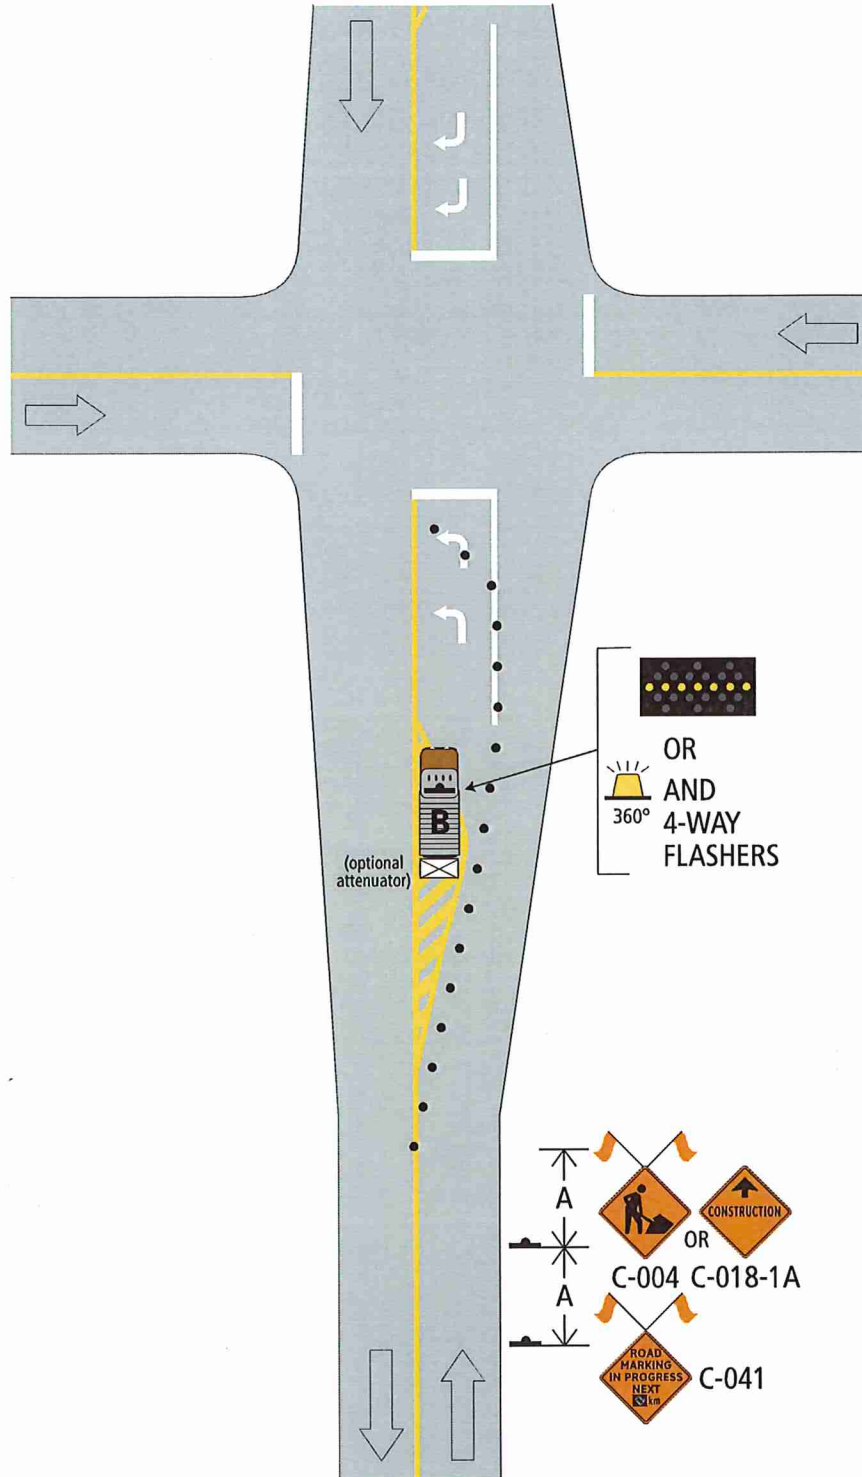 OR
AND
360°
4-WAY
FLASHERS
B
(optional
attenuator)
A
CONSTRUCTION
OR
C-004 C-018-1A
A
ROAD
MARKING
IN PROGRESS
NEXT
km
C-041